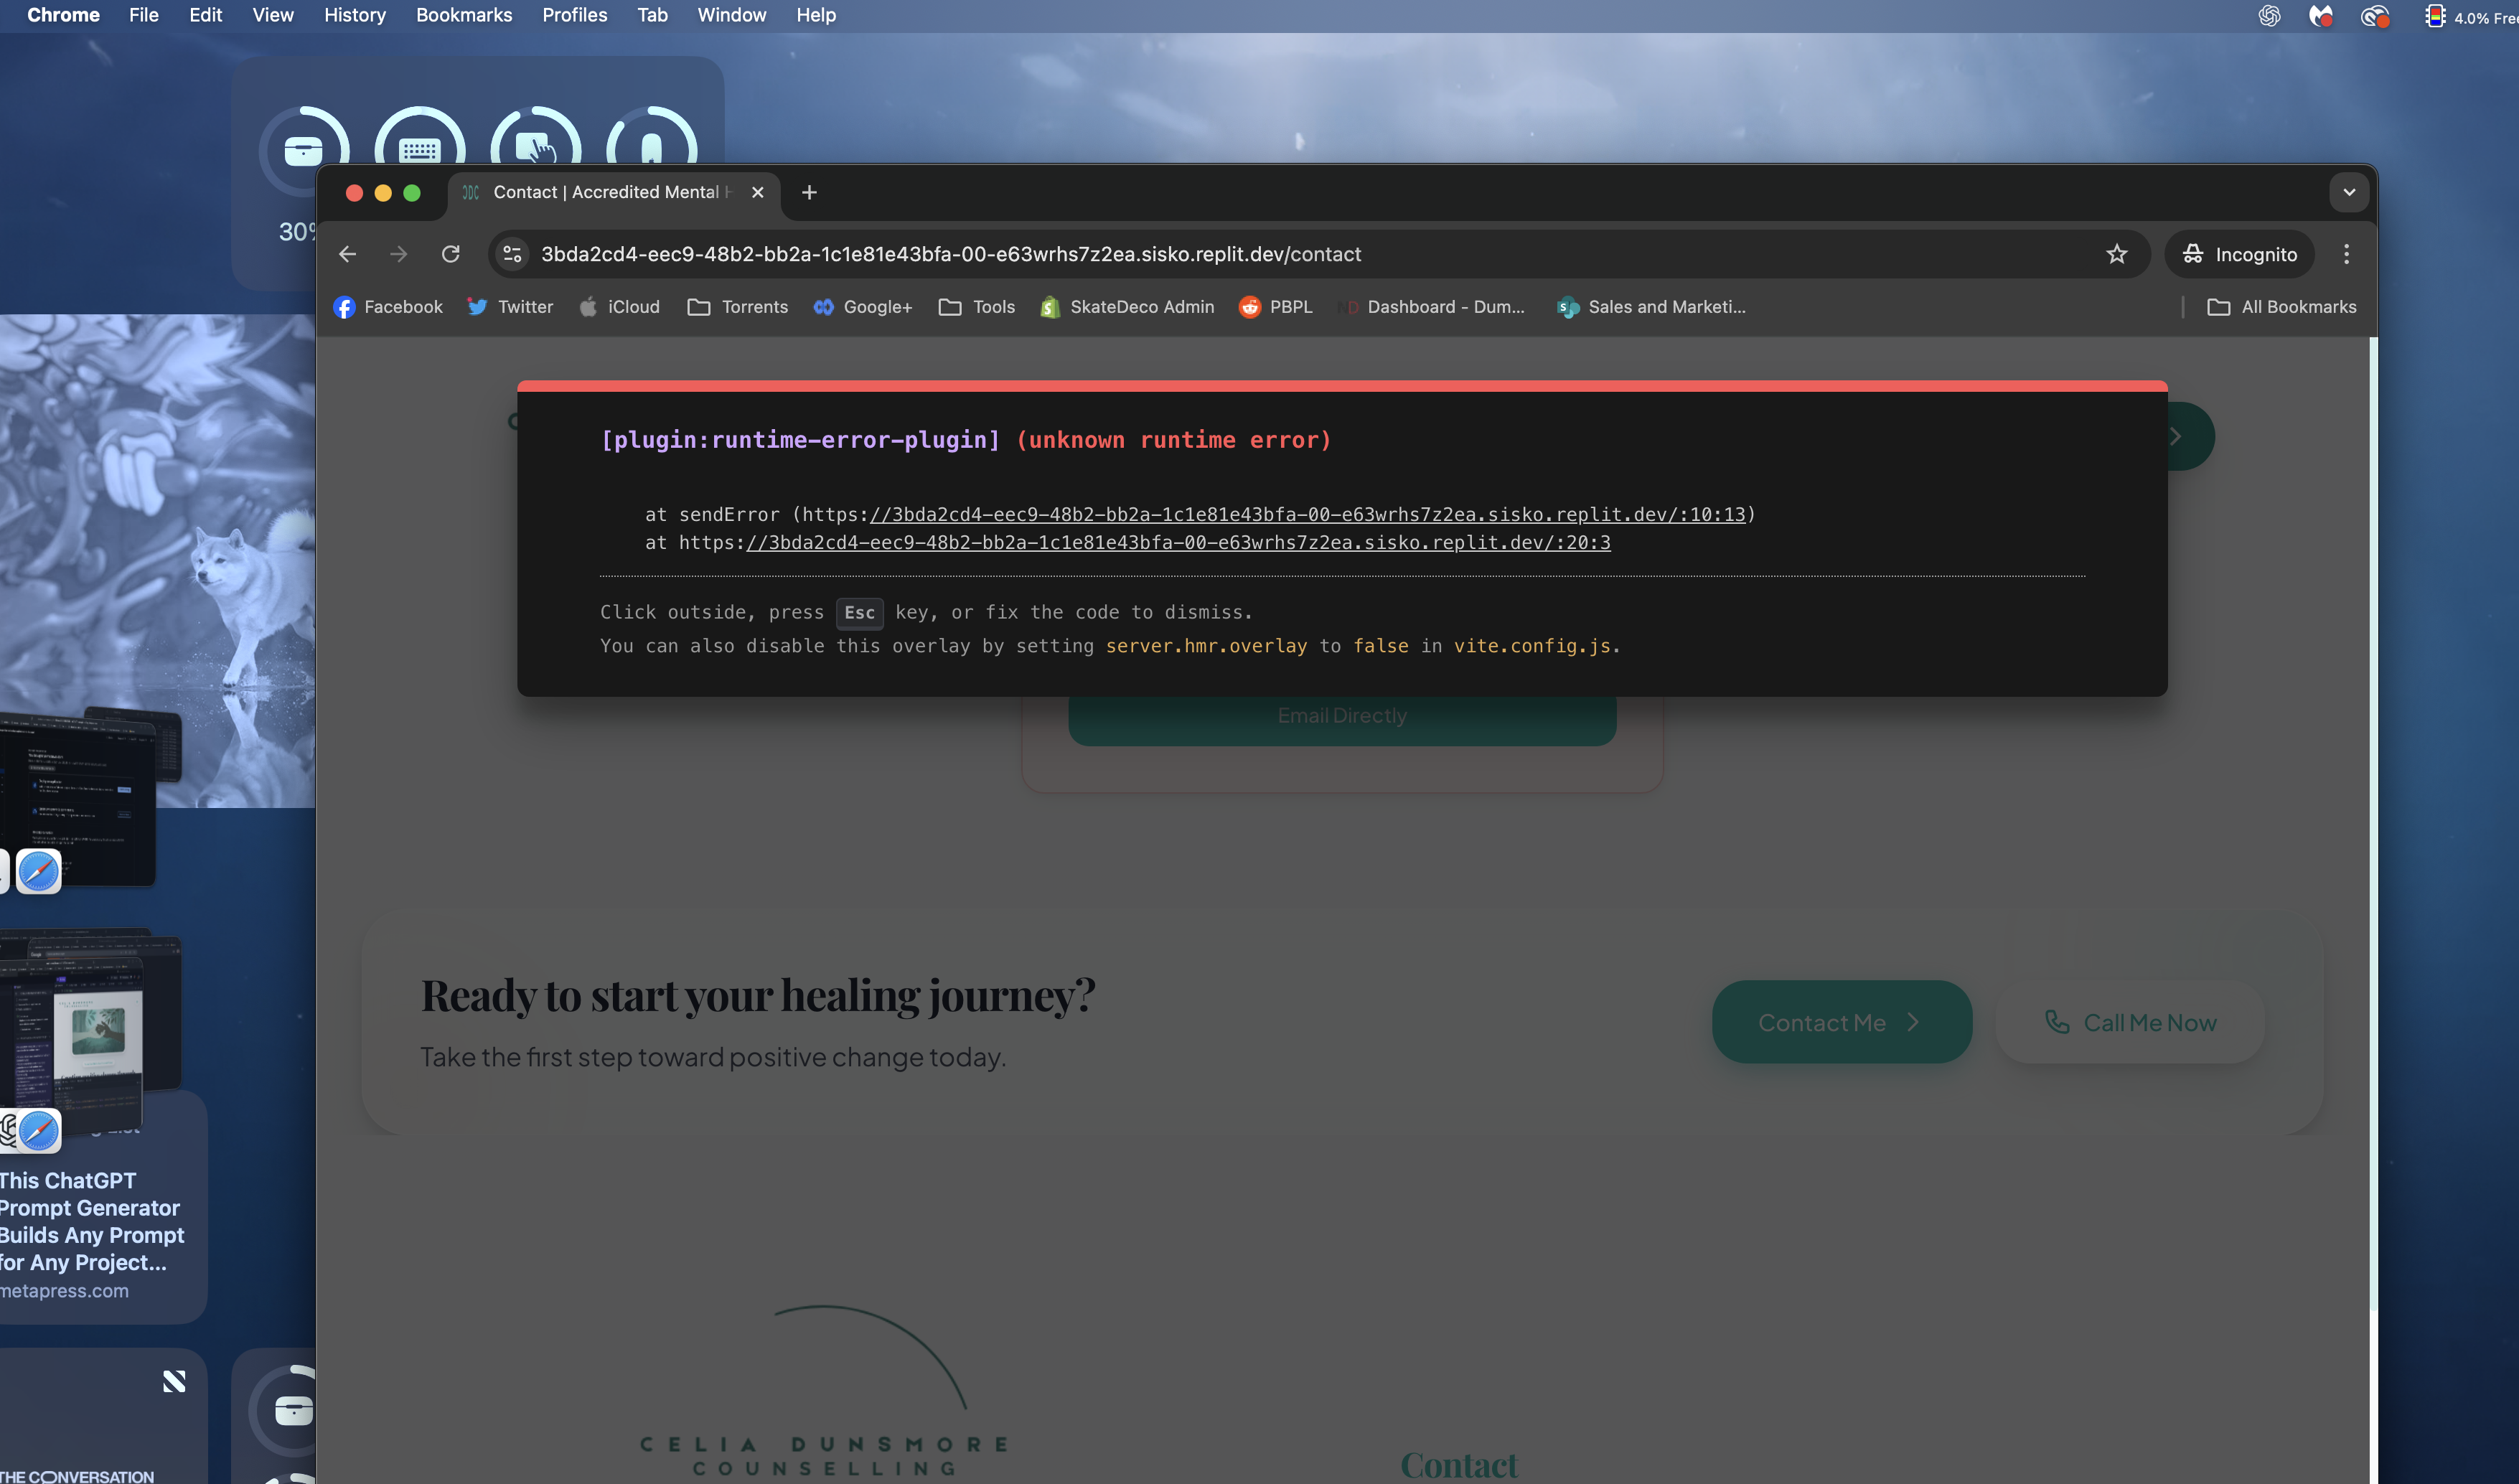 Chrome File Edit View History Bookmarks Profiles Tab Window Help
4.0% Free
30%
Contact | Accredited Mental H
3bda2cd4-eec9-48b2-bb2a-1c1e81e43bfa-00-e63wrhs7z2ea.sisko.replit.dev/contact
Incognito
Facebook Twitter iCloud Torrents Google+ Tools SkateDeco Admin PBPL Dashboard - Dum... Sales and Marketi... All Bookmarks
[plugin:runtime-error-plugin] (unknown runtime error)
at sendError (https://3bda2cd4-eec9-48b2-bb2a-1c1e81e43bfa-00-e63wrhs7z2ea.sisko.replit.dev/:10:13)
at https://3bda2cd4-eec9-48b2-bb2a-1c1e81e43bfa-00-e63wrhs7z2ea.sisko.replit.dev/:20:3
Click outside, press Esc key, or fix the code to dismiss.
You can also disable this overlay by setting server.hmr.overlay to false in vite.config.js.
Email Directly
Ready to start your healing journey?
Take the first step toward positive change today.
Contact Me
Call Me Now
This ChatGPT
Prompt Generator
Builds Any Prompt
for Any Project...
metapress.com
THE CONVERSATION
CELIA DUNSMORE
COUNSELLING
Contact